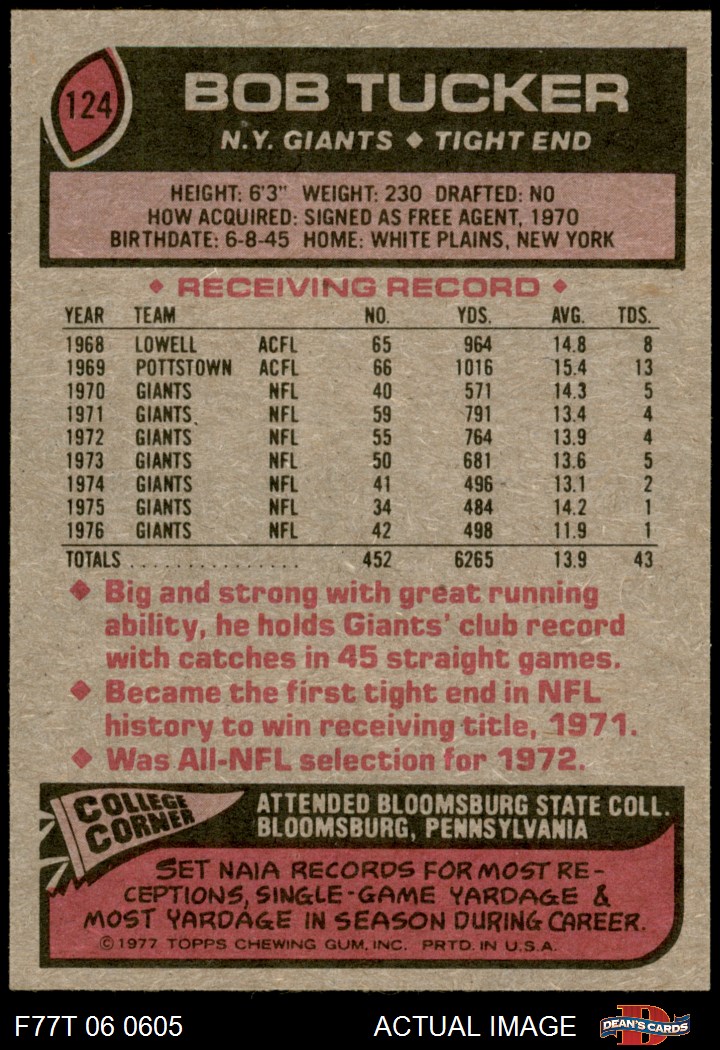 124
BOB TUCKER
N.Y. GIANTS ◆ TIGHT END
HEIGHT: 6'3" WEIGHT: 230 DRAFTED: NO
HOW ACQUIRED: SIGNED AS FREE AGENT, 1970
BIRTHDATE: 6-8-45 HOME: WHITE PLAINS, NEW YORK
◆ RECEIVING RECORD ◆
YEAR TEAM NO. YDS. AVG. TDS.
1968 LOWELL ACFL 65 964 14.8 8
1969 POTTSTOWN ACFL 66 1016 15.4 13
1970 GIANTS NFL 40 571 14.3 5
1971 GIANTS NFL 59 791 13.4 4
1972 GIANTS NFL 55 764 13.9 4
1973 GIANTS NFL 50 681 13.6 5
1974 GIANTS NFL 41 496 13.1 2
1975 GIANTS NFL 34 484 14.2 1
1976 GIANTS NFL 42 498 11.9 1
TOTALS ............... 452 6265 13.9 43
◆ Big and strong with great running
ability, he holds Giants' club record
with catches in 45 straight games.
◆ Became the first tight end in NFL
history to win receiving title, 1971.
◆ Was All-NFL selection for 1972.
COLLEGE
CORNER
ATTENDED BLOOMSBURG STATE COLL.
BLOOMSBURG, PENNSYLVANIA
SET NAIA RECORDS FOR MOST RE-
CEPTIONS, SINGLE-GAME YARDAGE &
MOST YARDAGE IN SEASON DURING CAREER.
©1977 TOPPS CHEWING GUM, INC. PRTD. IN U.S.A.
F77T 06 0605 ACTUAL IMAGE
D
DEAN'S CARDS